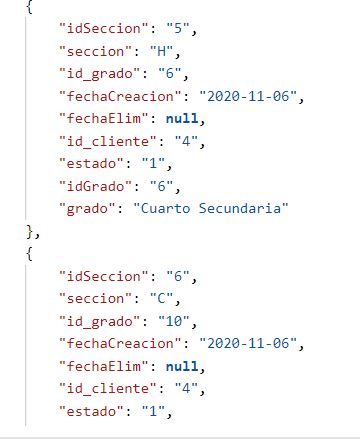 {
"idSeccion": "5",
"seccion": "H",
"id_grado": "6",
"fechaCreacion": "2020-11-06",
"fechaElim": null,
"id_cliente": "4",
"estado": "1",
"idGrado": "6",
"grado": "Cuarto Secundaria"
},
{
"idSeccion": "6",
"seccion": "C",
"id_grado": "10",
"fechaCreacion": "2020-11-06",
"fechaElim": null,
"id_cliente": "4",
"estado": "1",